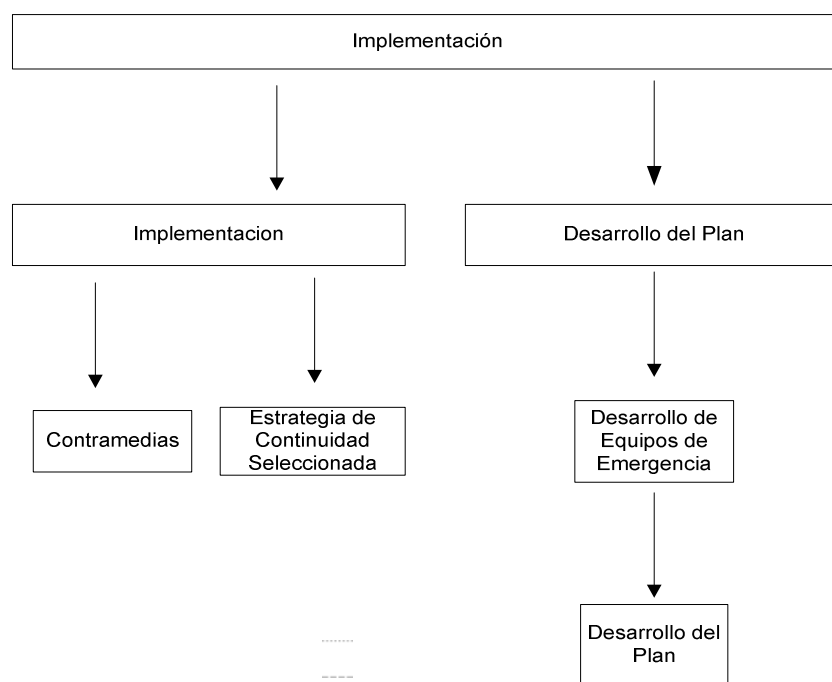 Implementación
Implementacion
Desarrollo del Plan
Contramedias
Estrategia de
Continuidad
Seleccionada
Desarrollo de
Equipos de
Emergencia
Desarrollo del
Plan